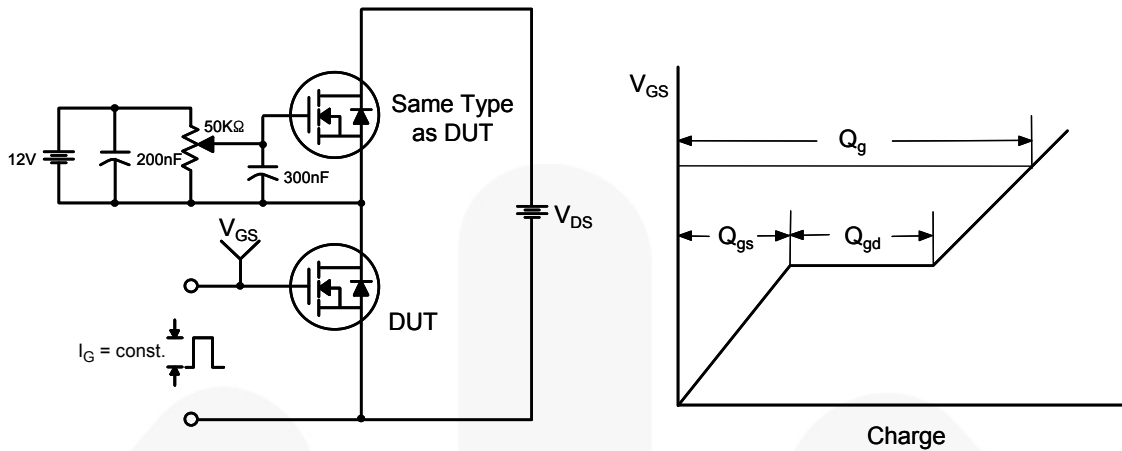 12V
200nF
50KΩ
300nF
Same Type
as DUT
V_GS
DUT
I_G = const.
V_DS
V_GS
Q_g
Q_gs
Q_gd
Charge